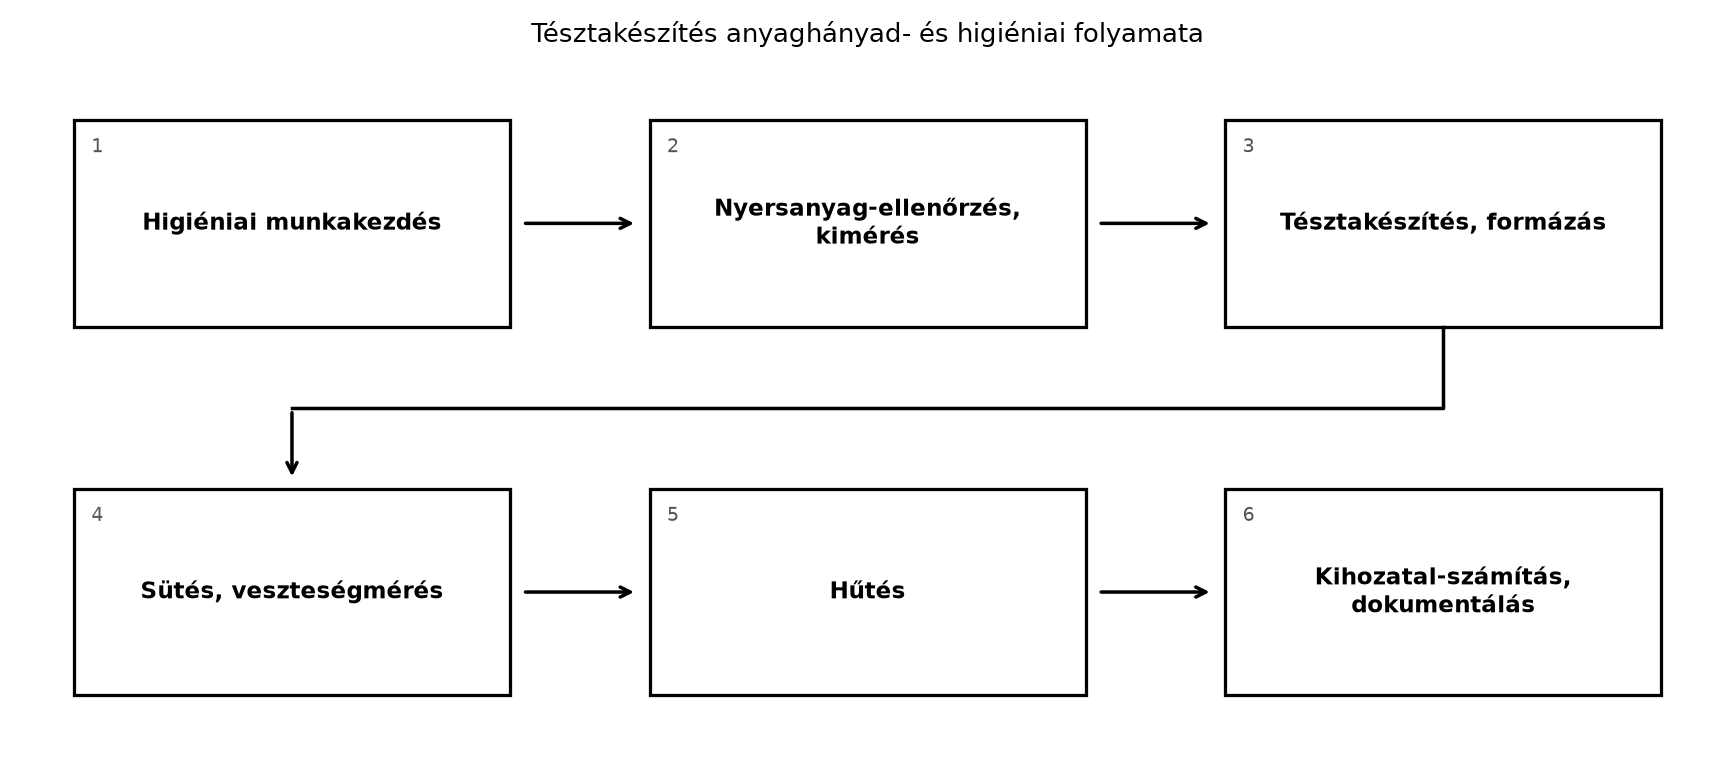 Tésztakészítés anyaghányad- és higiéniai folyamata
1
Higiéniai munkakezdés
2
Nyersanyag-ellenőrzés,
kimérés
3
Tésztakészítés, formázás
4
Sütés, veszteségmérés
5
Hűtés
6
Kihozatal-számítás,
dokumentálás